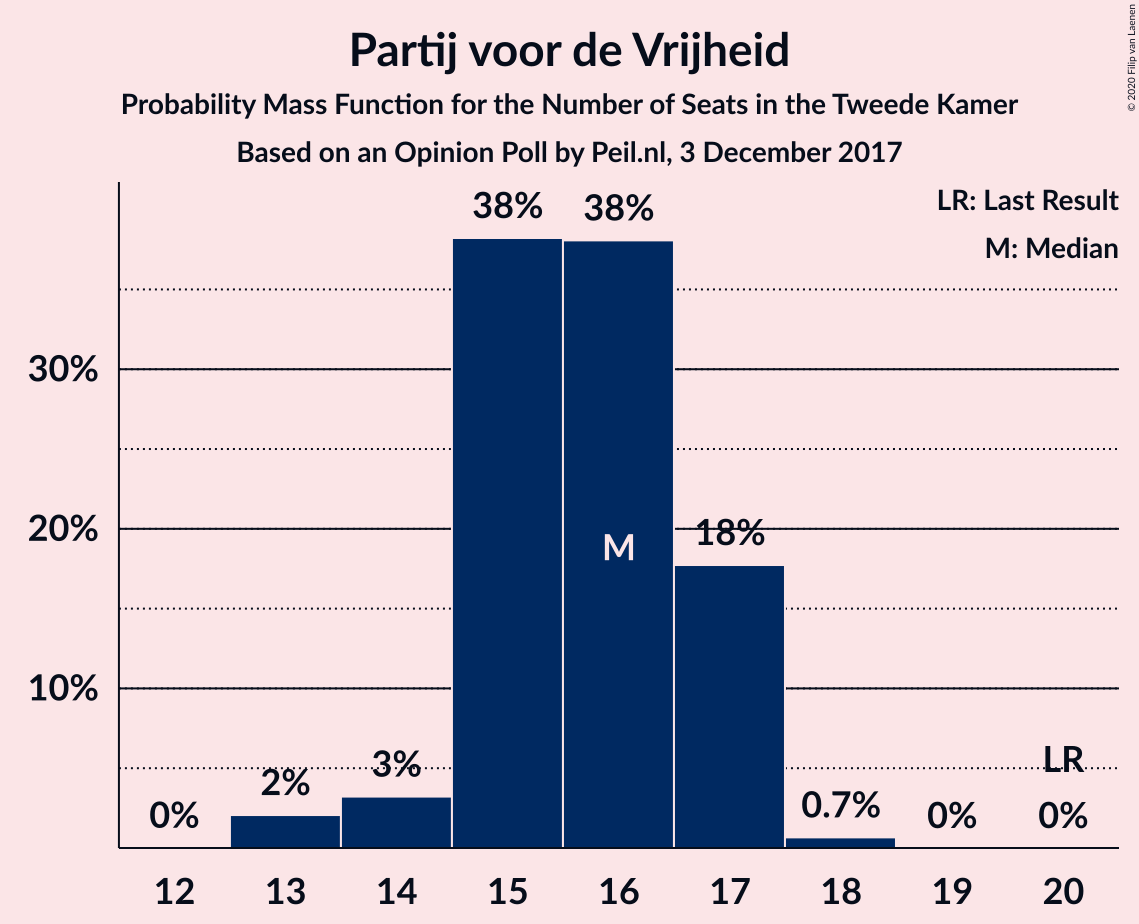 Partij voor de Vrijheid
Probability Mass Function for the Number of Seats in the Tweede Kamer
Based on an Opinion Poll by Peil.nl, 3 December 2017
© 2020 Filip van Laenen
LR: Last Result
M: Median
38%
38%
30%
20%
18%
M
10%
LR
3%
2%
0%
0.7%
0%
0%
12 13 14 15 16 17 18 19 20